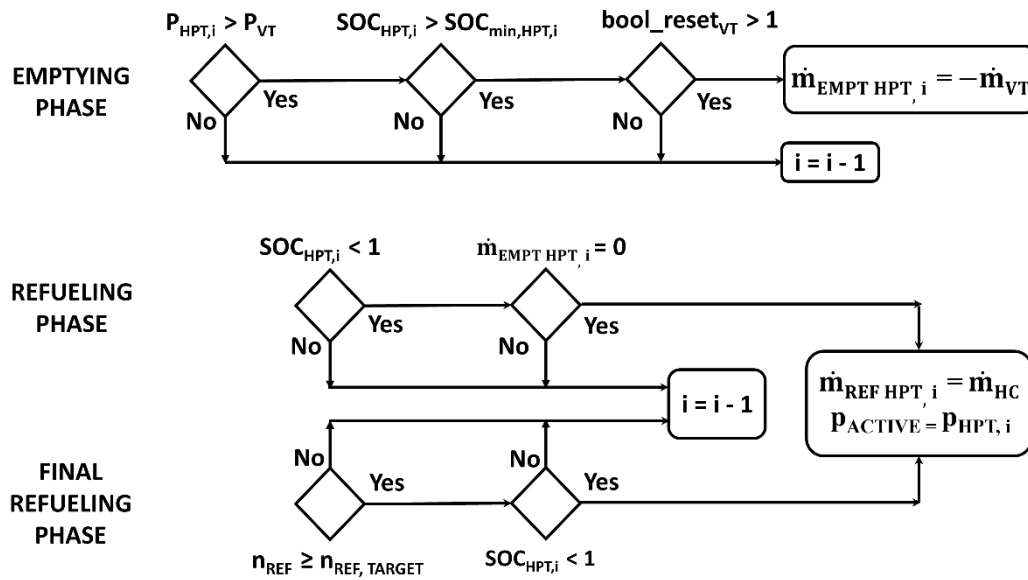 P_HPT,i > P_VT
SOC_HPT,i > SOC_min,HPT,i
bool_reset_VT > 1
EMPTYING
PHASE
Yes
Yes
Yes
No
No
No
ṁ_EMPT HPT, i = −ṁ_VT
i = i - 1
SOC_HPT,i < 1
ṁ_EMPT HPT, i = 0
REFUELING
PHASE
Yes
Yes
No
No
i = i - 1
ṁ_REF HPT, i = ṁ_HC
p_ACTIVE = p_HPT, i
FINAL
REFUELING
PHASE
No
No
Yes
Yes
n_REF ≥ n_REF, TARGET
SOC_HPT,i < 1